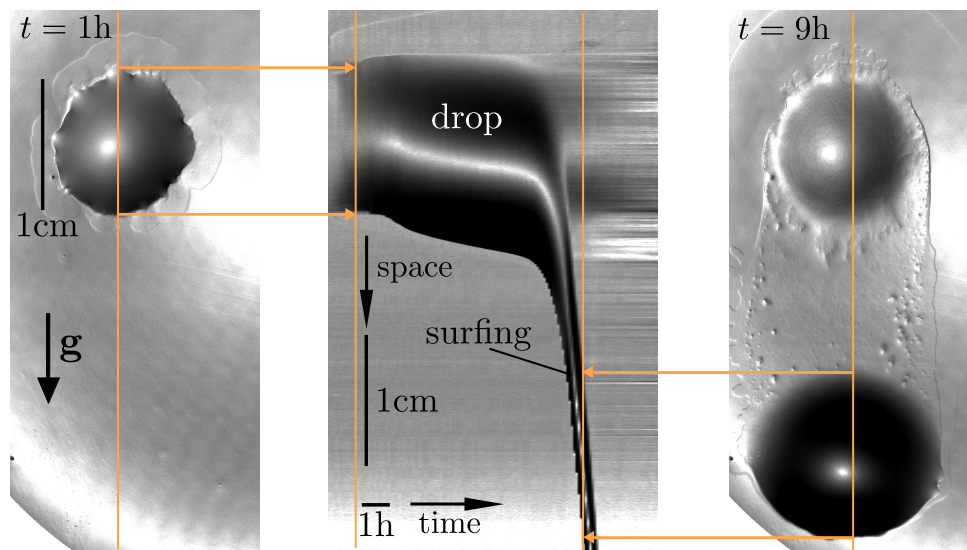 t = 1h
1cm
g
drop
space
surfing
1cm
1h
time
t = 9h